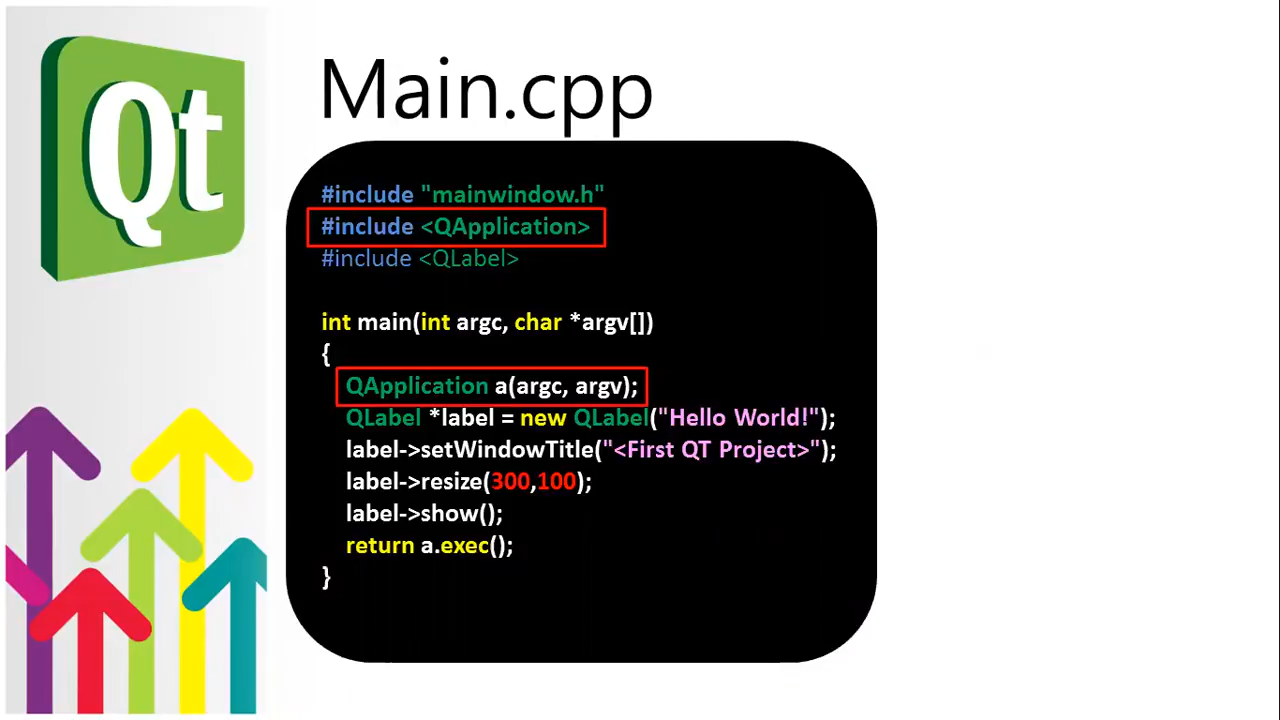 Qt
Main.cpp
#include "mainwindow.h"
#include <QApplication>
#include <QLabel>
int main(int argc, char *argv[])
{
QApplication a(argc, argv);
QLabel *label = new QLabel("Hello World!");
label->setWindowTitle("<First QT Project>");
label->resize(300,100);
label->show();
return a.exec();
}